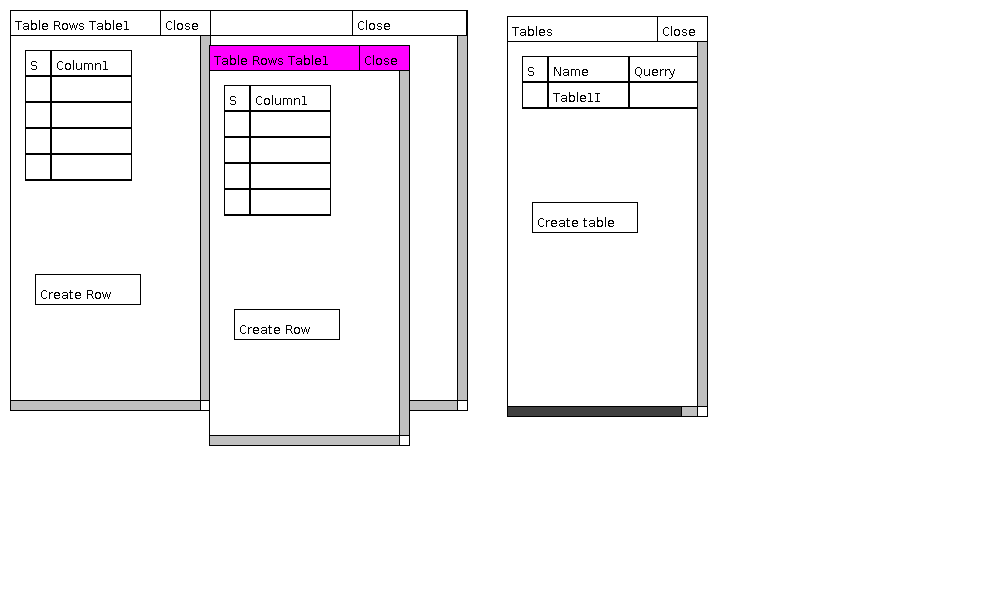 Table Rows Table1 Close
Close
S Column1
Create Row
Table Rows Table1 Close
S Column1
Create Row
Tables Close
S Name Querry
Table1I
Create table